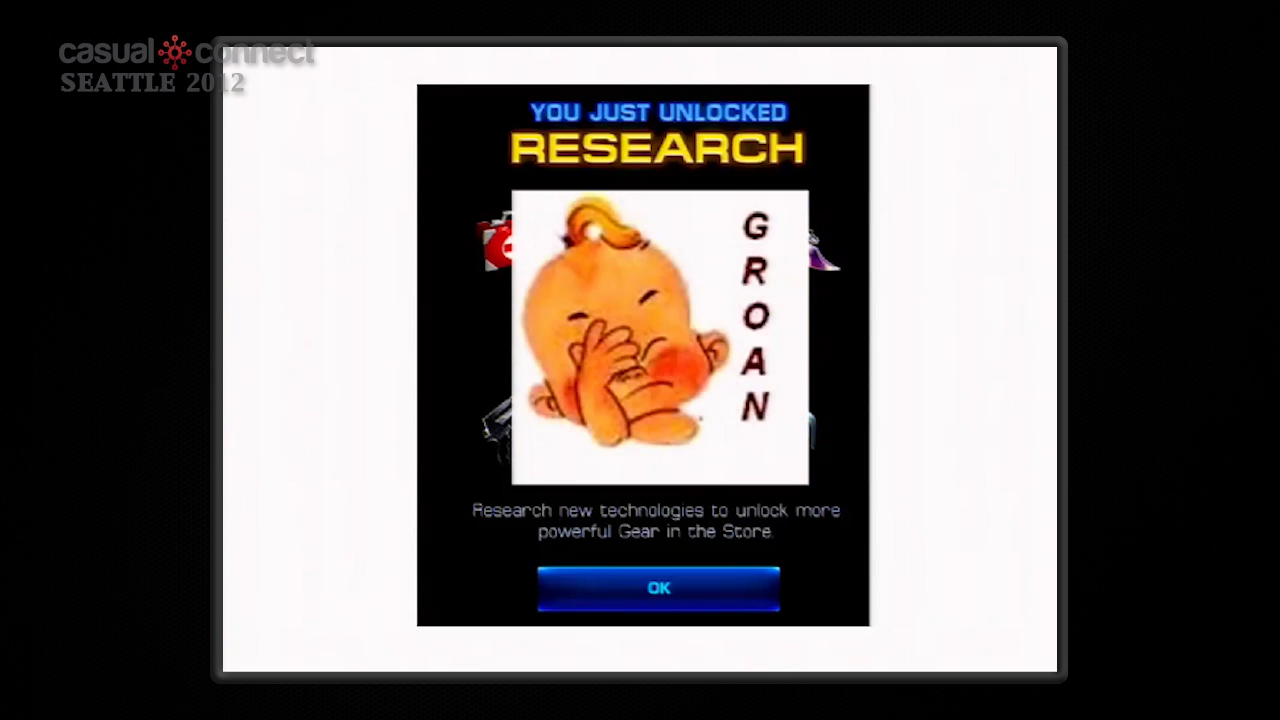 casual connect
SEATTLE 2012
YOU JUST UNLOCKED
RESEARCH
GROAN
Research new technologies to unlock more
powerful Gear in the Store.
OK